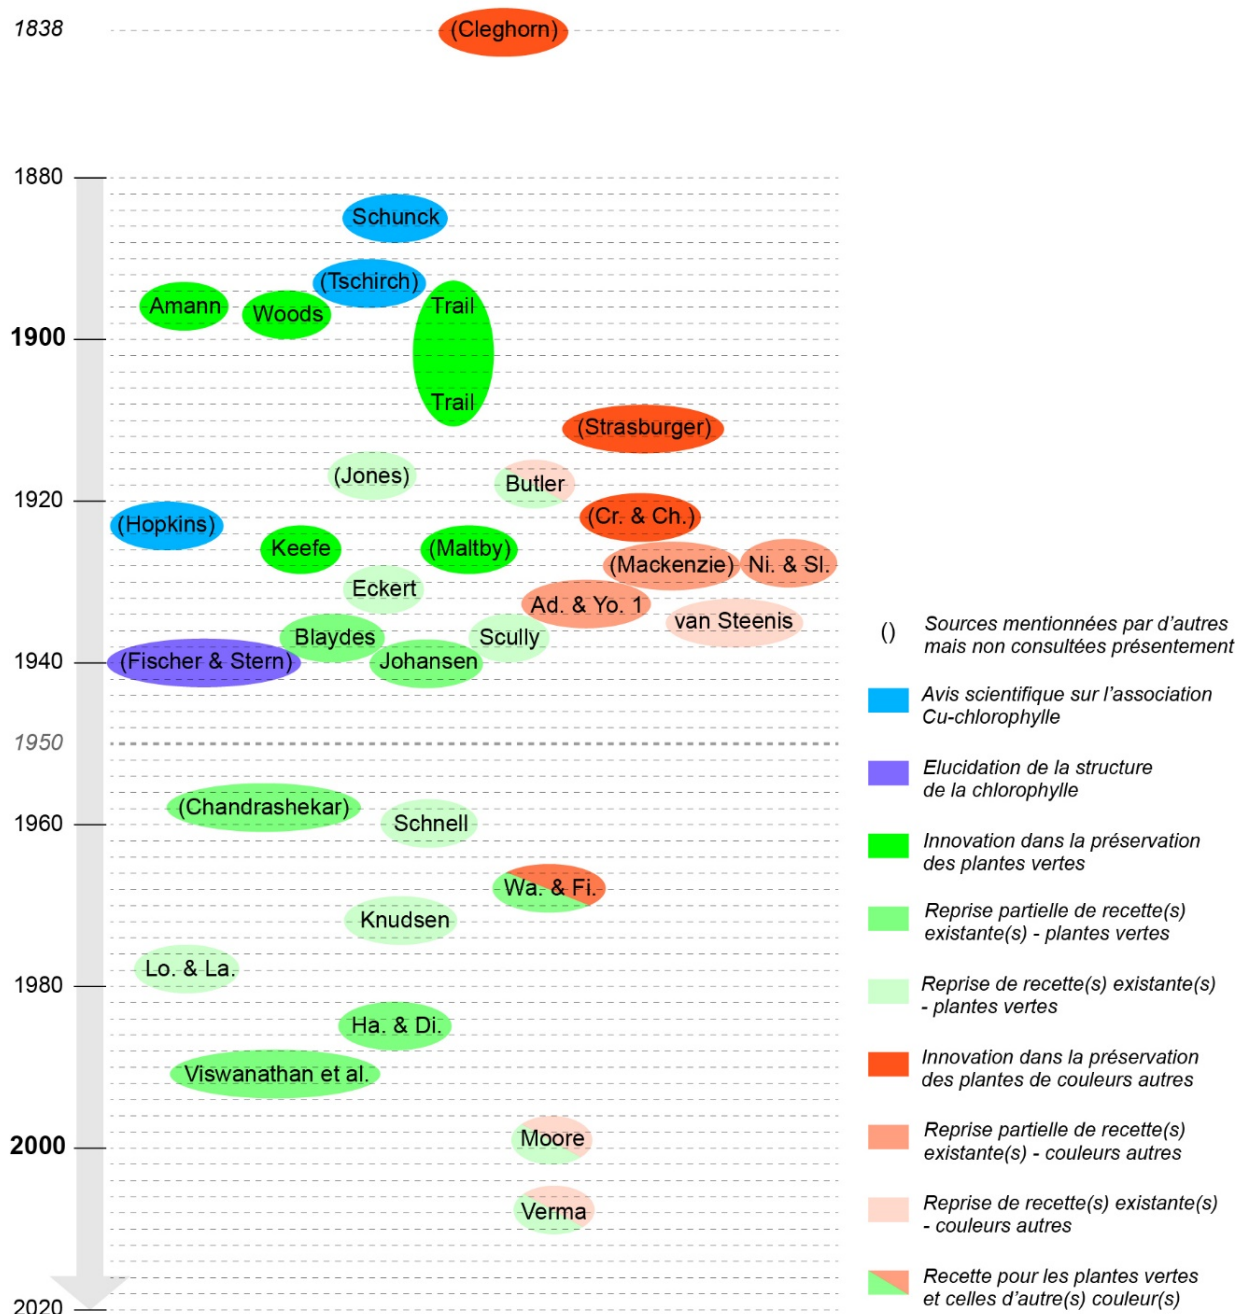 1838
(Cleghorn)
1880
Schunck
(Tschirch)
Amann
Woods
Trail
1900
Trail
(Strasburger)
(Jones)
Butler
1920
(Hopkins)
(Cr. & Ch.)
Keefe
(Maltby)
(Mackenzie)
Ni. & Sl.
Eckert
Ad. & Yo. 1
van Steenis
Blaydes
Scully
1940
(Fischer & Stern)
Johansen
1950
(Chandrashekar)
1960
Schnell
Wa. & Fi.
Knudsen
Lo. & La.
1980
Ha. & Di.
Viswanathan et al.
2000
Moore
Verma
2020
() Sources mentionnées par d'autres
mais non consultées présentement
Avis scientifique sur l'association
Cu-chlorophylle
Elucidation de la structure
de la chlorophylle
Innovation dans la préservation
des plantes vertes
Reprise partielle de recette(s)
existante(s) - plantes vertes
Reprise de recette(s) existante(s)
- plantes vertes
Innovation dans la préservation
des plantes de couleurs autres
Reprise partielle de recette(s)
existante(s) - couleurs autres
Reprise de recette(s) existante(s)
- couleurs autres
Recette pour les plantes vertes
et celles d'autre(s) couleur(s)